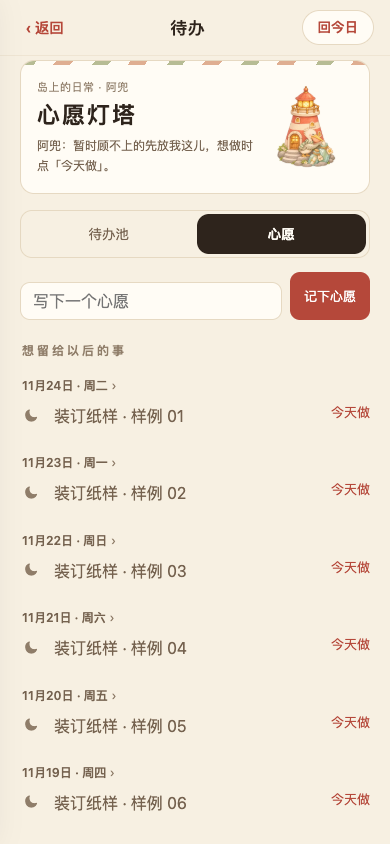 ‹ 返回
待办
回今日
岛上的日常 · 阿兜
心愿灯塔
阿兜：暂时顾不上的先放我这儿，想做时
点「今天做」。
待办池
心愿
写下一个心愿
记下心愿
想留给以后的事
11月24日 · 周二 ›
装订纸样 · 样例 01
今天做
11月23日 · 周一 ›
装订纸样 · 样例 02
今天做
11月22日 · 周日 ›
装订纸样 · 样例 03
今天做
11月21日 · 周六 ›
装订纸样 · 样例 04
今天做
11月20日 · 周五 ›
装订纸样 · 样例 05
今天做
11月19日 · 周四 ›
装订纸样 · 样例 06
今天做